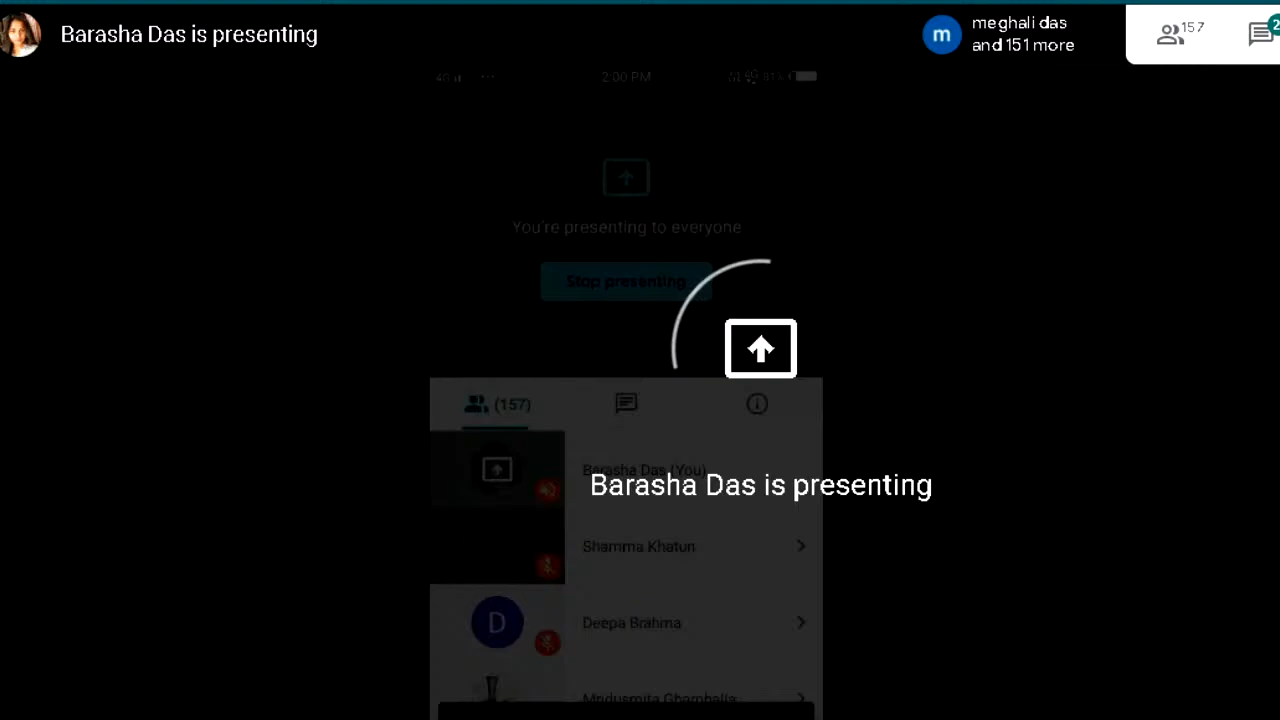 Barasha Das is presenting
m
meghali das
and 151 more
157
2
2:00 PM
You're presenting to everyone
Stop presenting
(157)
Barasha Das (You)
Barasha Das is presenting
Shamma Khatun
D
Deepa Brahma